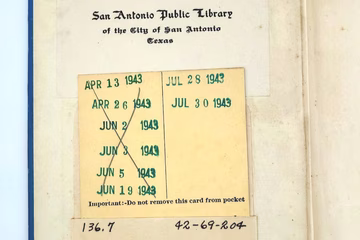 San Antonio Public Library
of the City of San Antonio
Texas
APR 13 1943
APR 26 1943
JUN 2 1943
JUN 3 1943
JUN 5 1943
JUN 19 1943
JUL 28 1943
JUL 30 1943
Important:-Do not remove this card from pocket
136.7 42-69-204